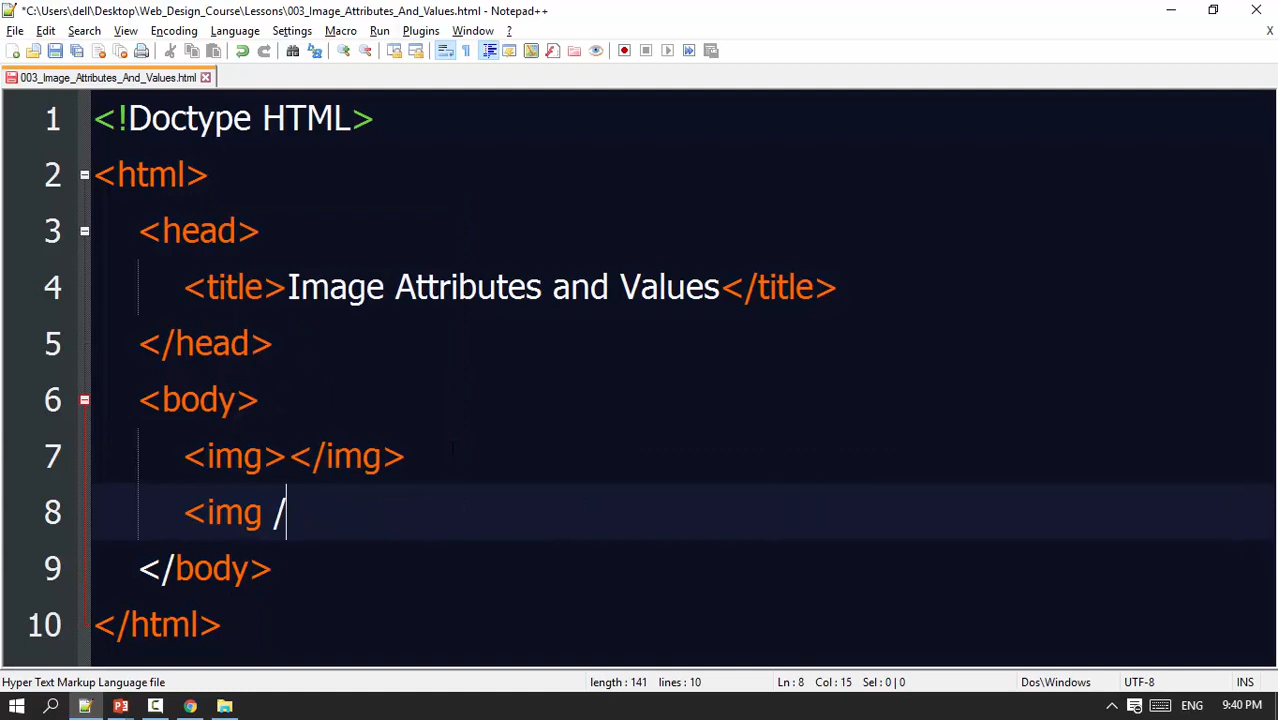 *C:\Users\dell\Desktop\Web_Design_Course\Lessons\003_Image_Attributes_And_Values.html - Notepad++
File Edit Search View Encoding Language Settings Macro Run Plugins Window ? X
003_Image_Attributes_And_Values.html
1 <!Doctype HTML>
2 <html>
3 <head>
4 <title>Image Attributes and Values</title>
5 </head>
6 <body>
7 <img></img>
8 <img /
9 </body>
10 </html>
Hyper Text Markup Language file length : 141 lines : 10 Ln : 8 Col : 15 Sel : 0 | 0 Dos\Windows UTF-8 INS
ENG 9:40 PM